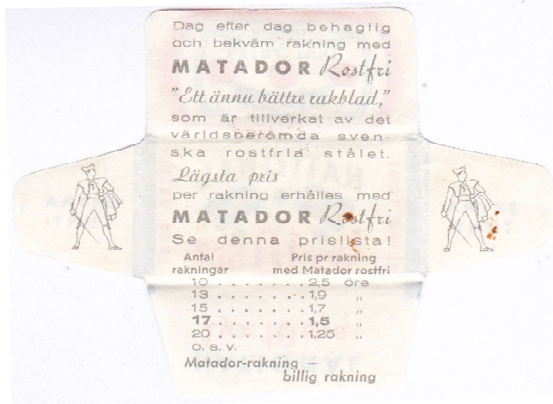 Dag efter dag behaglig
och bekväm rakning med
MATADOR Rostfri
"Ett ännu bättre rakblad,"
som är tillverkat av det
världsberömda sven-
ska rostfria stålet.
Lägsta pris
per rakning erhålles med
MATADOR Rostfri
Se denna prislista!
Antal Pris pr rakning
rakningar med Matador rostfri
10 . . . . . . . 2,5 öre
13 . . . . . . . 1,9 „
15 . . . . . . . 1,7 „
17 . . . . . . . 1,5 „
20 . . . . . . . 1,25 „
o. s. v.
Matador-rakning —
billig rakning